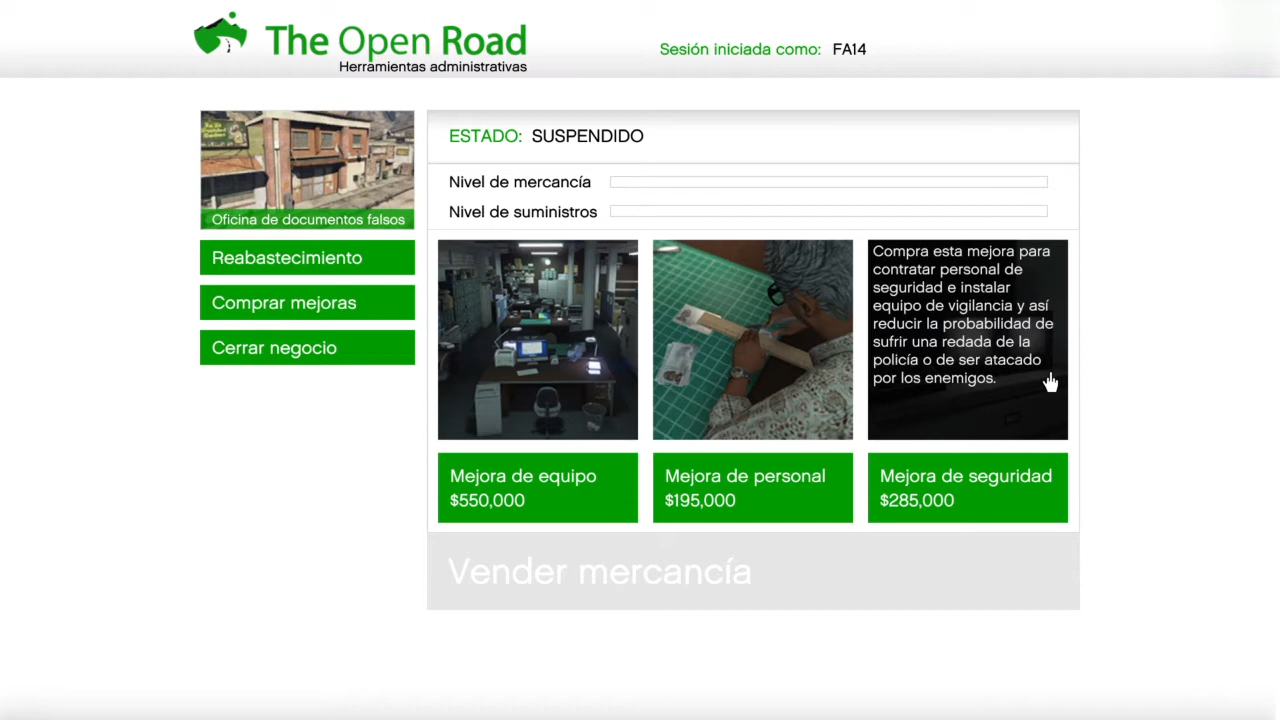 The Open Road
Herramientas administrativas
Sesión iniciada como: FA14
Oficina de documentos falsos
Reabastecimiento
Comprar mejoras
Cerrar negocio
ESTADO: SUSPENDIDO
Nivel de mercancía
Nivel de suministros
Compra esta mejora para
contratar personal de
seguridad e instalar
equipo de vigilancia y así
reducir la probabilidad de
sufrir una redada de la
policía o de ser atacado
por los enemigos.
Mejora de equipo
$550,000
Mejora de personal
$195,000
Mejora de seguridad
$285,000
Vender mercancía